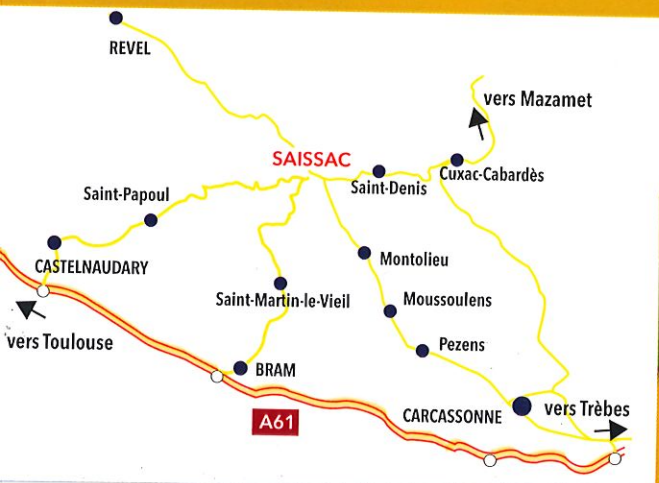 REVEL
vers Mazamet
SAISSAC
Saint-Denis
Cuxac-Cabardès
Saint-Papoul
CASTELNAUDARY
Montolieu
Saint-Martin-le-Vieil
Moussoulens
vers Toulouse
Pezens
BRAM
A61
CARCASSONNE
vers Trèbes